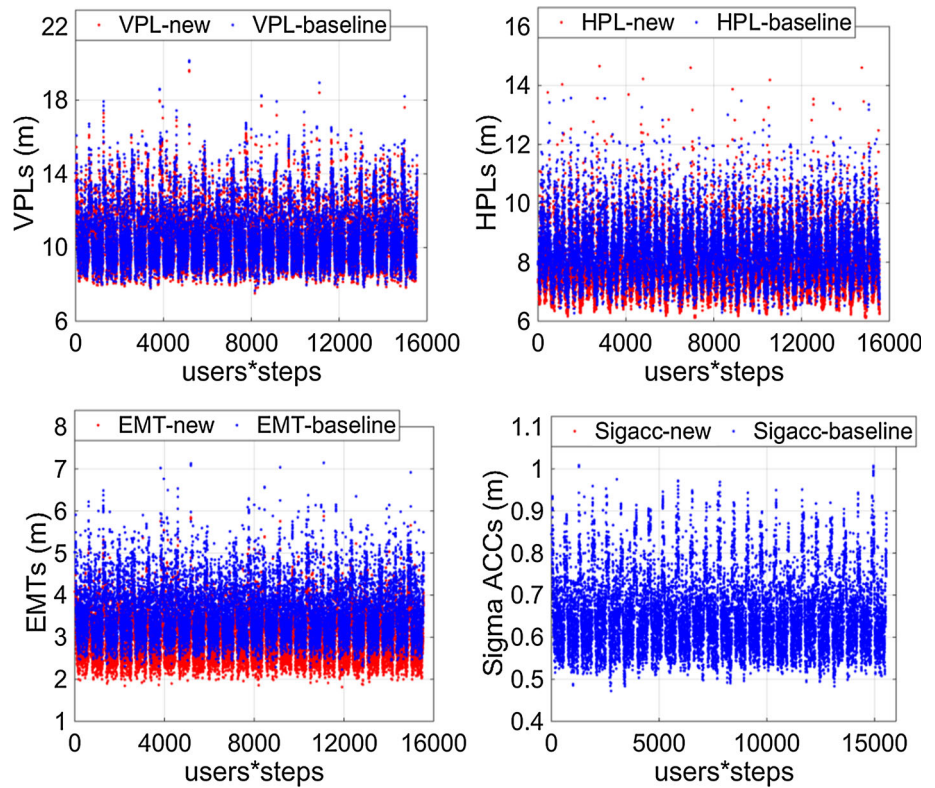 VPL-new VPL-baseline
22
18
14
10
6
VPLs (m)
0 4000 8000 12000 16000
users*steps
HPL-new HPL-baseline
16
14
12
10
8
6
HPLs (m)
0 4000 8000 12000 16000
users*steps
EMT-new EMT-baseline
8
7
6
5
4
3
2
1
EMTs (m)
0 4000 8000 12000 16000
users*steps
Sigacc-new Sigacc-baseline
1.1
1
0.9
0.8
0.7
0.6
0.5
0.4
Sigma ACCs (m)
0 5000 10000 15000
users*steps